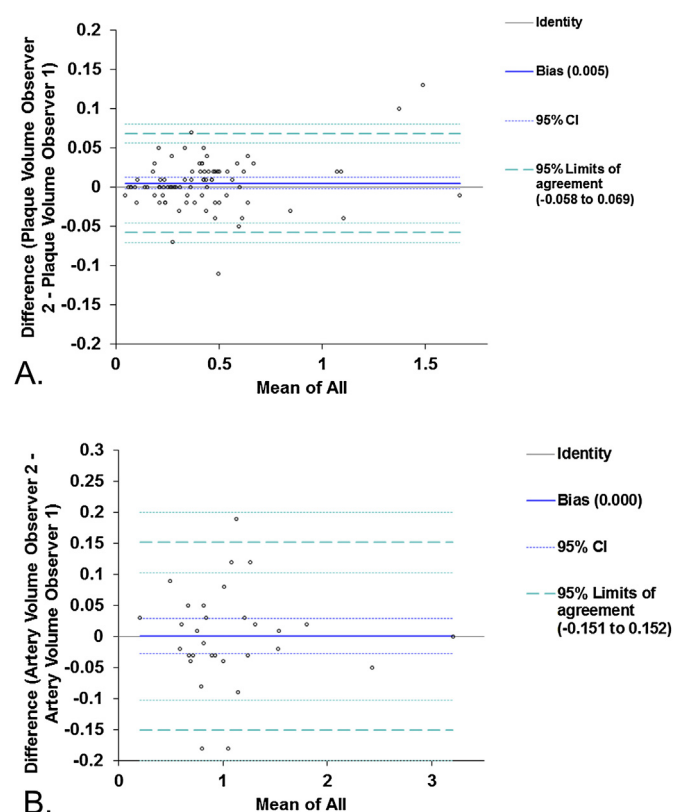 Difference (Plaque Volume Observer
2 - Plaque Volume Observer 1)
0.2
0.15
0.1
0.05
0
-0.05
-0.1
-0.15
-0.2
0
0.5
1
1.5
Mean of All
Identity
Bias (0.005)
95% CI
95% Limits of
agreement
(-0.058 to 0.069)
A.
Difference (Artery Volume Observer 2 -
Artery Volume Observer 1)
0.3
0.25
0.2
0.15
0.1
0.05
0
-0.05
-0.1
-0.15
-0.2
0
1
2
3
Mean of All
Identity
Bias (0.000)
95% CI
95% Limits of
agreement
(-0.151 to 0.152)
B.